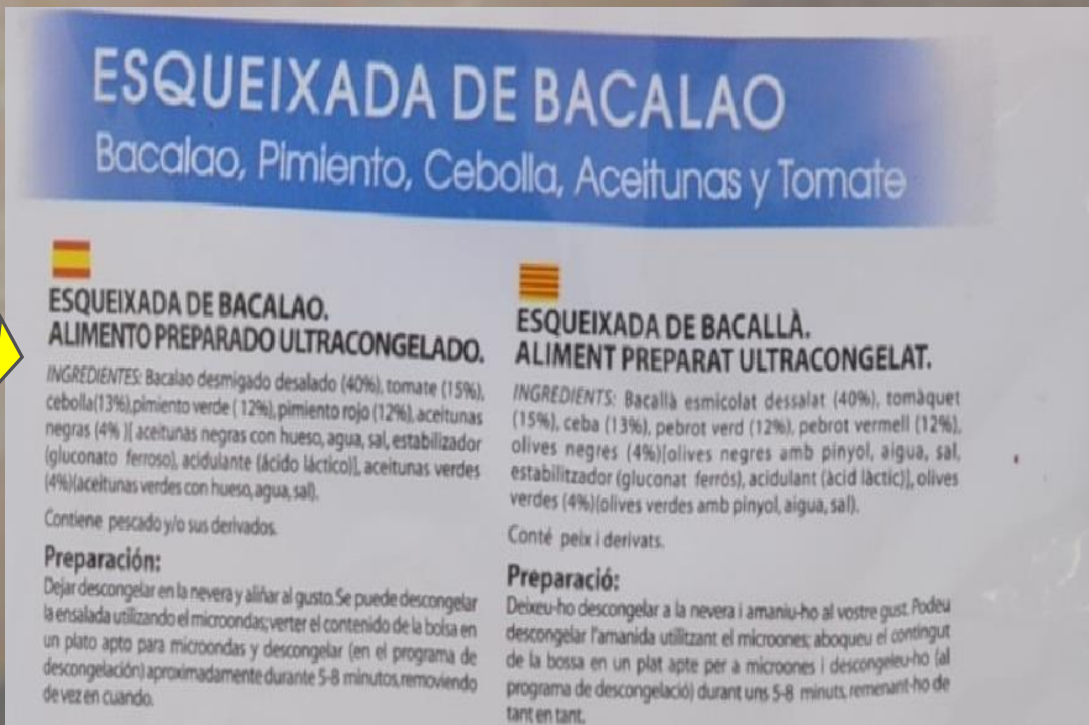 ESQUEIXADA DE BACALAO
Bacalao, Pimiento, Cebolla, Aceitunas y Tomate
ESQUEIXADA DE BACALAO.
ALIMENTO PREPARADO ULTRACONGELADO.
INGREDIENTES: Bacalao desmigado desalado (40%), tomate (15%),
cebolla(13%),pimiento verde ( 12%), pimiento rojo (12%), aceitunas
negras (4% )[ aceitunas negras con hueso, agua, sal, estabilizador
(gluconato ferroso), acidulante (ácido láctico)], aceitunas verdes
(4%)(aceitunas verdes con hueso, agua, sal).
Contiene pescado y/o sus derivados.
Preparación:
Dejar descongelar en la nevera y aliñar al gusto. Se puede descongelar
la ensalada utilizando el microondas; verter el contenido de la bolsa en
un plato apto para microondas y descongelar (en el programa de
descongelación) aproximadamente durante 5-8 minutos, removiendo
de vez en cuando.
ESQUEIXADA DE BACALLÀ.
ALIMENT PREPARAT ULTRACONGELAT.
INGREDIENTS: Bacallà esmicolat dessalat (40%), tomàquet
(15%), ceba (13%), pebrot verd (12%), pebrot vermell (12%),
olives negres (4%)[olives negres amb pinyol, aigua, sal,
estabilitzador (gluconat ferrós), acidulant (àcid làctic)], olives
verdes (4%)(olives verdes amb pinyol, aigua, sal).
Conté peix i derivats.
Preparació:
Deixeu-ho descongelar a la nevera i amaniu-ho al vostre gust. Podeu
descongelar l'amanida utilitzant el microones; aboqueu el contingut
de la bossa en un plat apte per a microones i descongeleu-ho (al
programa de descongelació) durant uns 5-8 minuts, remenant-ho de
tant en tant.